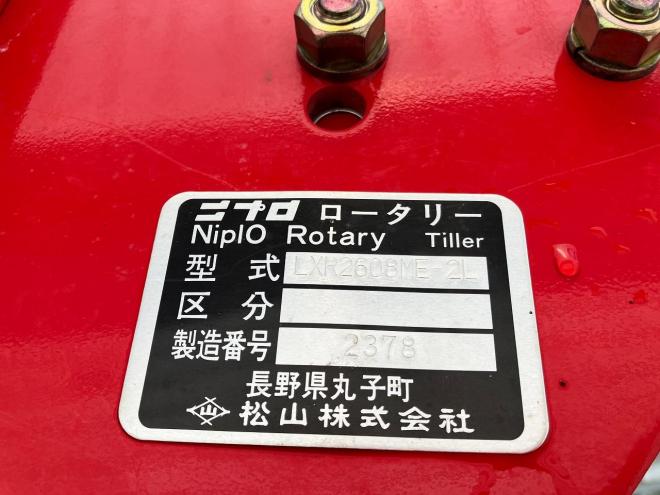 ニプロ ロータリー
NiplO Rotary Tiller
型式 LXR2608ME-2L
区分
製造番号 2378
長野県丸子町
松山株式会社